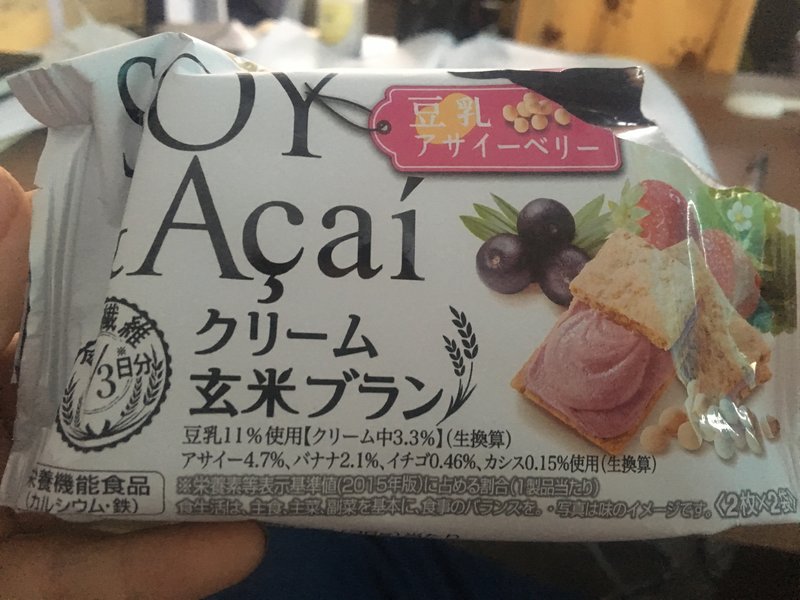 SOY
豆乳
アサイーベリー
& Açaí
繊維
/3日分※
クリーム
玄米ブラン
豆乳11%使用【クリーム中3.3%】(生換算)
アサイー4.7%、バナナ2.1%、イチゴ0.46%、カシス0.15%使用(生換算)
栄養機能食品
(カルシウム・鉄)
※栄養素等表示基準値(2015年版)に占める割合(1製品当たり)
食生活は、主食、主菜、副菜を基本に、食事のバランスを。・写真は味のイメージです。
〈2枚×2袋〉